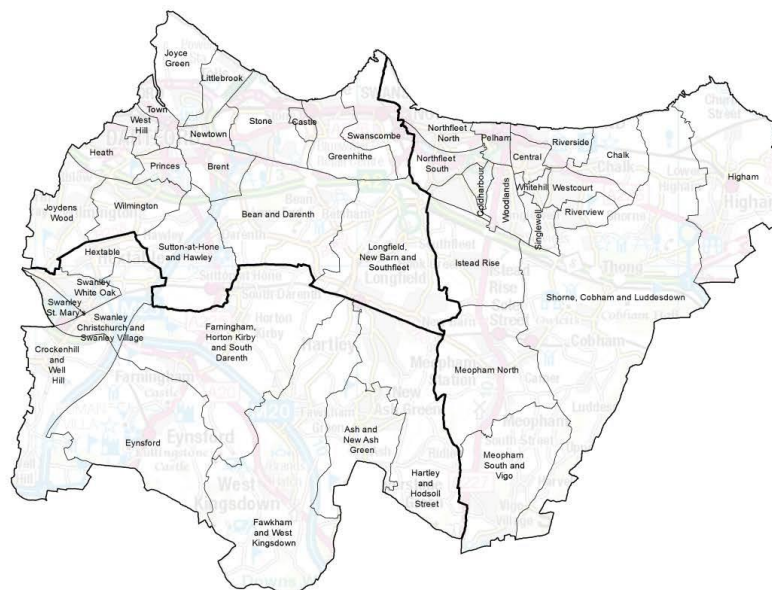 Joyce
Green
Littlebrook
Town
West
Hill
Newtown
Stone
Castle
Swanscombe
Greenhithe
Heath
Princes
Brent
Joydens
Wood
Wilmington
Bean and Darenth
Sutton-at-Hone
and Hawley
Longfield,
New Barn and
Southfleet
Northfleet
North
Pelham
Riverside
Northfleet
South
Central
Chalk
Coldharbour
Woodlands
Whitehill
Westcourt
Singlewell
Riverview
Higham
Istead Rise
Shorne, Cobham and Luddesdown
Hextable
Swanley
White Oak
Swanley
St. Mary's
Swanley
Christchurch and
Swanley Village
Crockenhill
and
Well
Hill
Farningham,
Horton Kirby
and South
Darenth
Meopham North
Eynsford
Ash and
New Ash
Green
Hartley
and
Hodsoll
Street
Meopham
South and
Vigo
Fawkham
and West
Kingsdown